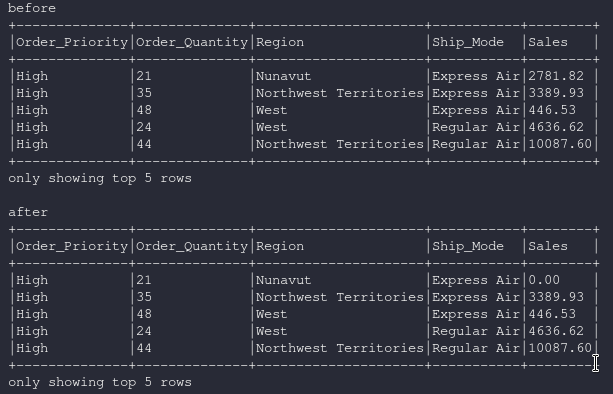 before
+--------------+--------------+---------------------+-----------+--------+
|Order_Priority|Order_Quantity|Region               |Ship_Mode  |Sales   |
+--------------+--------------+---------------------+-----------+--------+
|High          |21            |Nunavut              |Express Air|2781.82 |
|High          |35            |Northwest Territories|Express Air|3389.93 |
|High          |48            |West                 |Express Air|446.53  |
|High          |24            |West                 |Regular Air|4636.62 |
|High          |44            |Northwest Territories|Regular Air|10087.60|
+--------------+--------------+---------------------+-----------+--------+
only showing top 5 rows
after
+--------------+--------------+---------------------+-----------+--------+
|Order_Priority|Order_Quantity|Region               |Ship_Mode  |Sales   |
+--------------+--------------+---------------------+-----------+--------+
|High          |21            |Nunavut              |Express Air|0.00    |
|High          |35            |Northwest Territories|Express Air|3389.93 |
|High          |48            |West                 |Express Air|446.53  |
|High          |24            |West                 |Regular Air|4636.62 |
|High          |44            |Northwest Territories|Regular Air|10087.60|
+--------------+--------------+---------------------+-----------+--------+
only showing top 5 rows